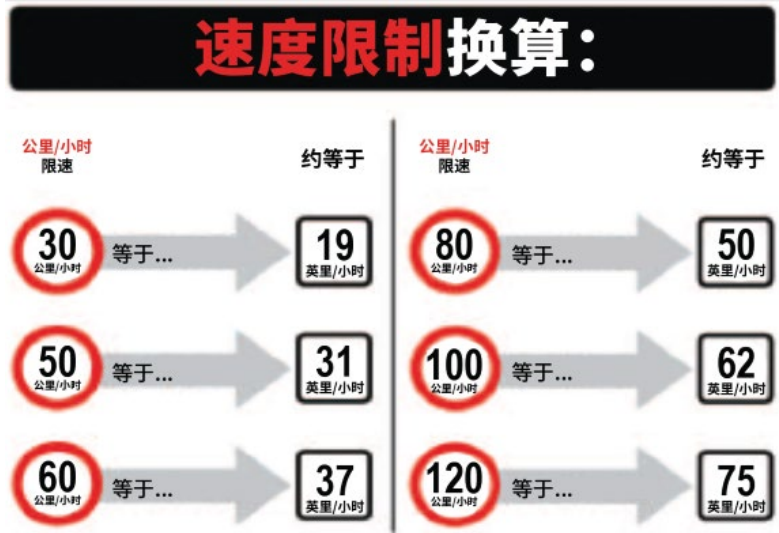 速度限制换算：
公里/小时
限速
约等于
30
公里/小时
等于...
19
英里/小时
50
公里/小时
等于...
31
英里/小时
60
公里/小时
等于...
37
英里/小时
公里/小时
限速
约等于
80
公里/小时
等于...
50
英里/小时
100
公里/小时
等于...
62
英里/小时
120
公里/小时
等于...
75
英里/小时